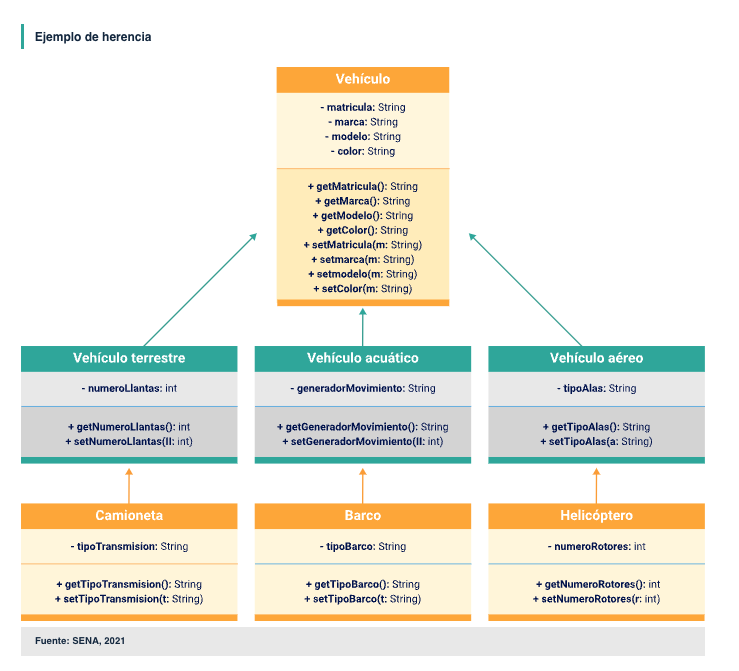 Ejemplo de herencia
Vehículo
- matricula: String
- marca: String
- modelo: String
- color: String
+ getMatricula(): String
+ getMarca(): String
+ getModelo(): String
+ getColor(): String
+ setMatricula(m: String)
+ setmarca(m: String)
+ setmodelo(m: String)
+ setColor(m: String)
Vehículo terrestre
- numeroLlantas: int
+ getNumeroLlantas(): int
+ setNumeroLlantas(ll: int)
Vehículo acuático
- generadorMovimiento: String
+ getGeneradorMovimiento(): String
+ setGeneradorMovimiento(ll: int)
Vehículo aéreo
- tipoAlas: String
+ getTipoAlas(): String
+ setTipoAlas(a: String)
Camioneta
- tipoTransmision: String
+ getTipoTransmision(): String
+ setTipoTransmision(t: String)
Barco
- tipoBarco: String
+ getTipoBarco(): String
+ setTipoBarco(t: String)
Helicóptero
- numeroRotores: int
+ getNumeroRotores(): int
+ setNumeroRotores(r: int)
Fuente: SENA, 2021